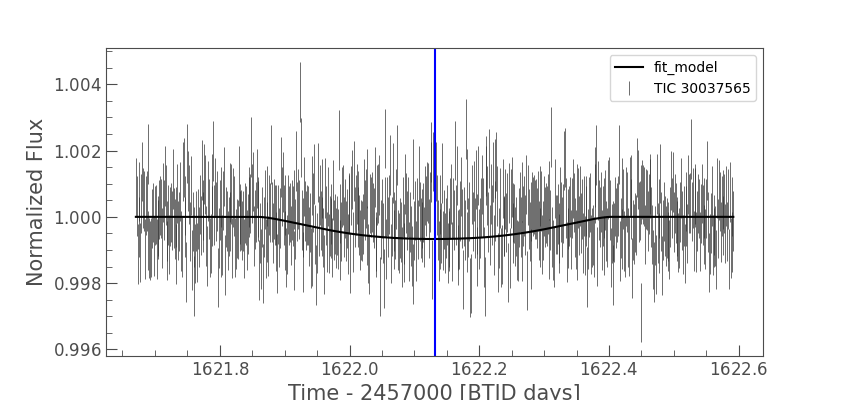 fit_model
TIC 30037565
1.004
1.002
1.000
0.998
0.996
Normalized Flux
1621.8
1622.0
1622.2
1622.4
1622.6
Time - 2457000 [BTJD days]